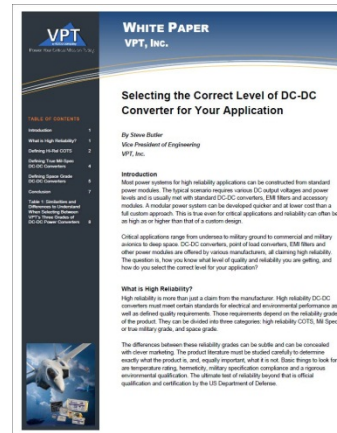 VPT
WHITE PAPER
VPT, INC.
Selecting the Correct Level of DC-DC
Converter for Your Application
By Steve Butler
Vice President of Engineering
VPT, Inc.
TABLE OF CONTENTS
Introduction 1
What is High Reliability? 1
Defining Hi-Rel COTS 2
Defining True Mil-Spec
DC-DC Converters 4
Defining Space Grade
DC-DC Converters 5
Conclusion 7
Table 1: Similarities and
Differences to Understand
When Selecting Between
VPT's Three Grades of
DC-DC Power Converters 8
Introduction
Most power systems for high reliability applications can be constructed from standard
power modules. The typical scenario requires various DC output voltages and power
levels and is usually met with standard DC-DC converters, EMI filters and accessory
modules. A modular power system can be developed quicker and at lower cost than a
full custom approach. This is true even for critical applications and reliability can often be
as high as or higher than that of a custom design.
Critical applications range from undersea to military ground to commercial and military
avionics to deep space. DC-DC converters, point of load converters, EMI filters and
other power modules are offered by various manufacturers, all claiming high reliability.
The question is, how do you know what level of quality and reliability you are getting, and
how do you select the correct level for your application?
What is High Reliability?
High reliability is more than just a claim from the manufacturer. High reliability DC-DC
converters must meet certain standards for electrical and environmental performance as
well as defined quality requirements. Those requirements depend on the reliability grade
of the product. They can be divided into three categories: high reliability COTS, Mil Spec
or true military grade, and space grade.
The differences between these reliability grades can be subtle and can be concealed
with clever marketing. The product literature must be studied carefully to determine
exactly what the product is, and, equally important, what it is not. Basic things to look for
are temperature rating, hermeticity, military specification compliance and a rigorous
environmental qualification. The ultimate test of reliability beyond that is official
qualification and certification by the US Department of Defense.